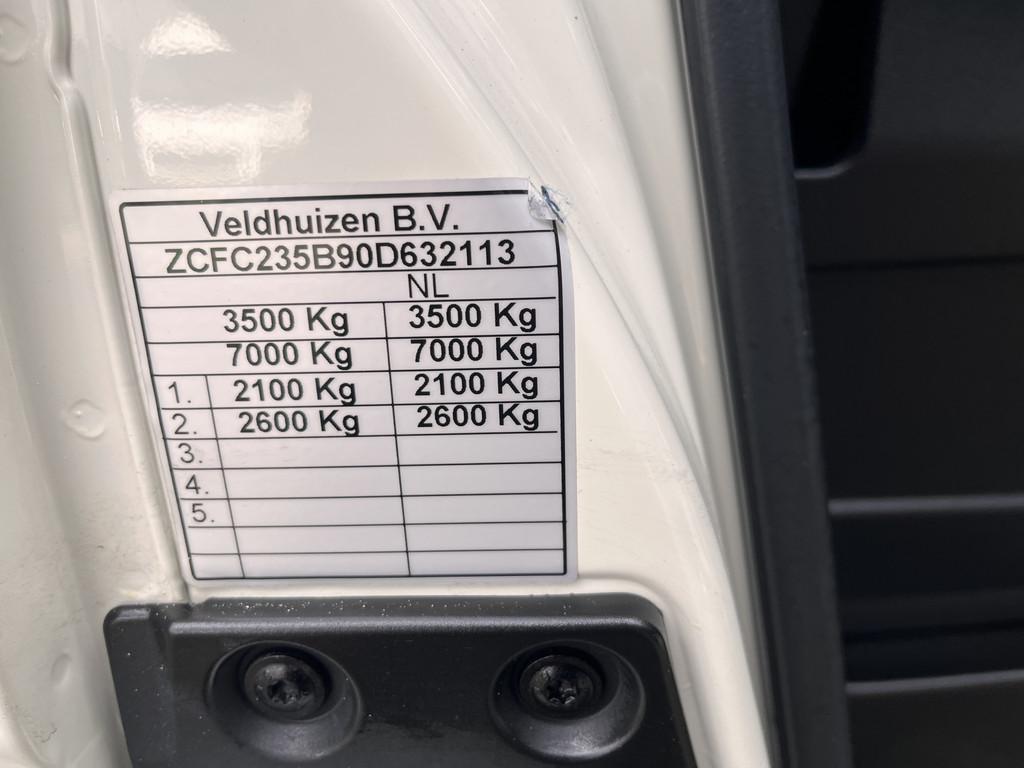 Veldhuizen B.V.
ZCFC235B90D632113
NL
3500 Kg 3500 Kg
7000 Kg 7000 Kg
1. 2100 Kg 2100 Kg
2. 2600 Kg 2600 Kg
3.
4.
5.